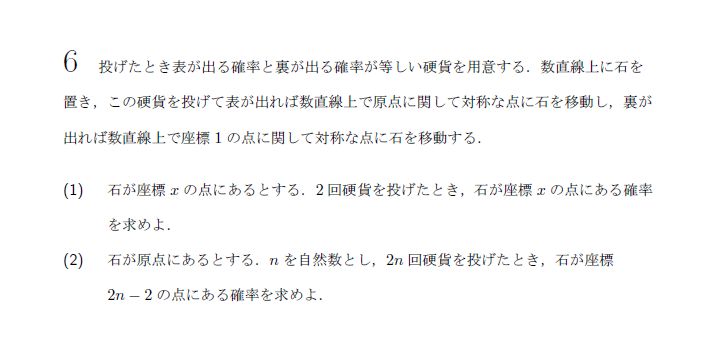 6 投げたとき表が出る確率と裏が出る確率が等しい硬貨を用意する．数直線上に石を
置き，この硬貨を投げて表が出れば数直線上で原点に関して対称な点に石を移動し，裏が
出れば数直線上で座標 1 の点に関して対称な点に石を移動する．
(1) 石が座標 x の点にあるとする．2 回硬貨を投げたとき，石が座標 x の点にある確率
を求めよ．
(2) 石が原点にあるとする．n を自然数とし，2n 回硬貨を投げたとき，石が座標
2n − 2 の点にある確率を求めよ．